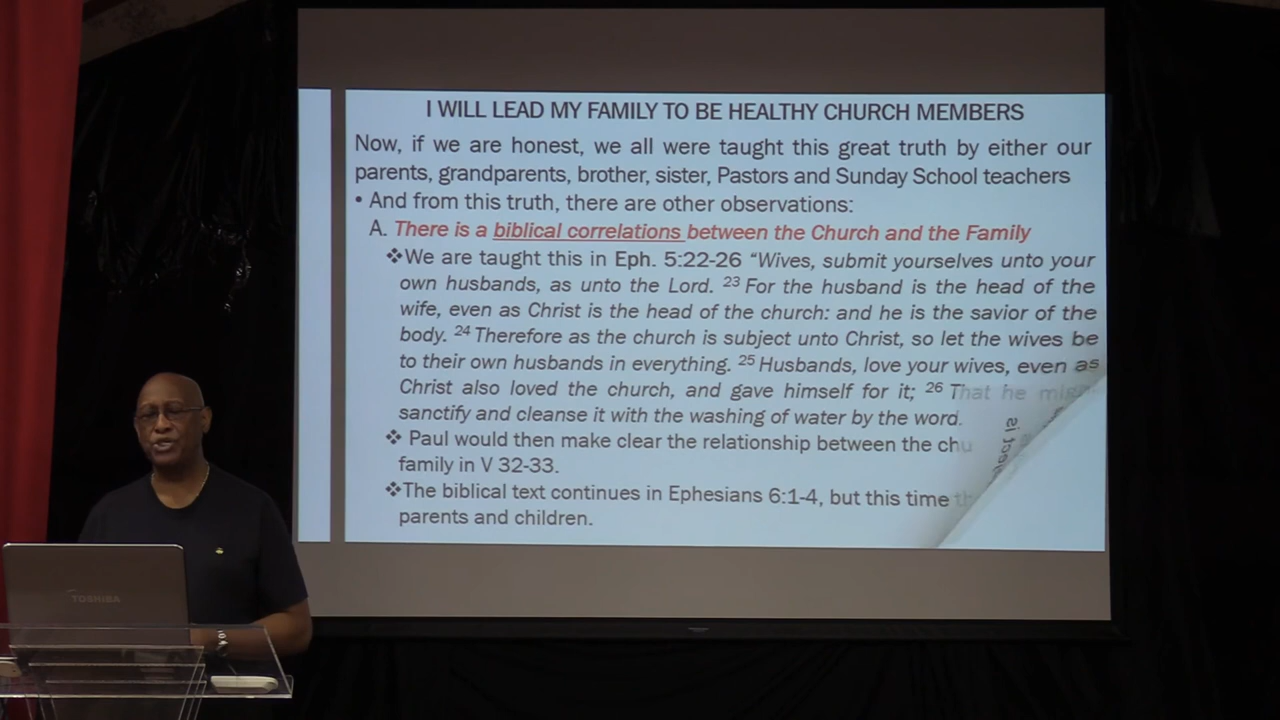 I WILL LEAD MY FAMILY TO BE HEALTHY CHURCH MEMBERS
Now, if we are honest, we all were taught this great truth by either our
parents, grandparents, brother, sister, Pastors and Sunday School teachers
• And from this truth, there are other observations:
A. There is a biblical correlations between the Church and the Family
❖We are taught this in Eph. 5:22-26 “Wives, submit yourselves unto your
own husbands, as unto the Lord. ²³ For the husband is the head of the
wife, even as Christ is the head of the church: and he is the savior of the
body. ²⁴ Therefore as the church is subject unto Christ, so let the wives be
to their own husbands in everything. ²⁵ Husbands, love your wives, even as
Christ also loved the church, and gave himself for it; ²⁶ That he
sanctify and cleanse it with the washing of water by the word.
❖ Paul would then make clear the relationship between the
family in V 32-33.
❖The biblical text continues in Ephesians 6:1-4, but this time
parents and children.
TOSHIBA